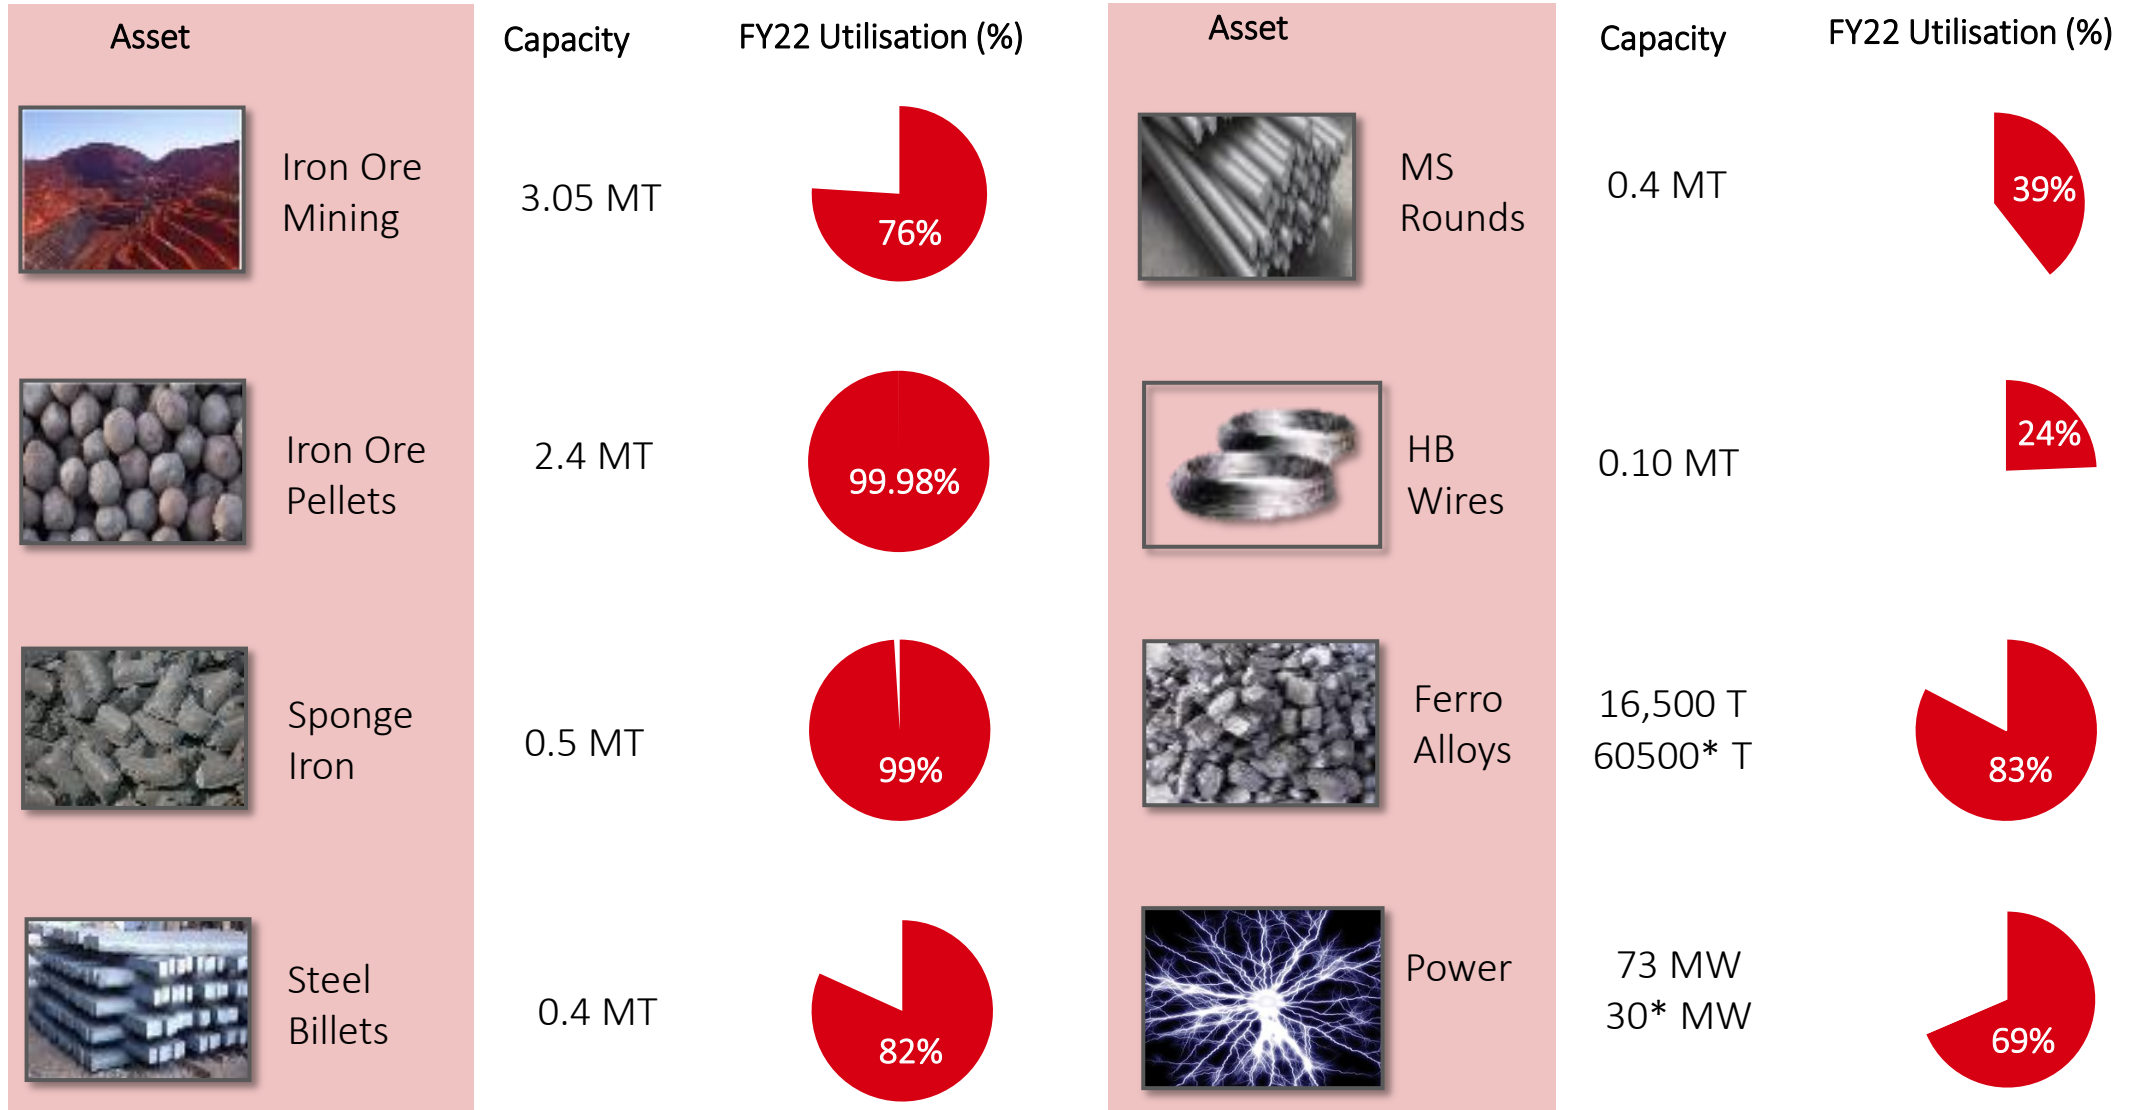 Asset
Capacity
FY22 Utilisation (%)
Iron Ore
Mining
3.05 MT
76%
Iron Ore
Pellets
2.4 MT
99.98%
Sponge
Iron
0.5 MT
99%
Steel
Billets
0.4 MT
82%
Asset
Capacity
FY22 Utilisation (%)
MS
Rounds
0.4 MT
39%
HB
Wires
0.10 MT
24%
Ferro
Alloys
16,500 T
60500* T
83%
Power
73 MW
30* MW
69%